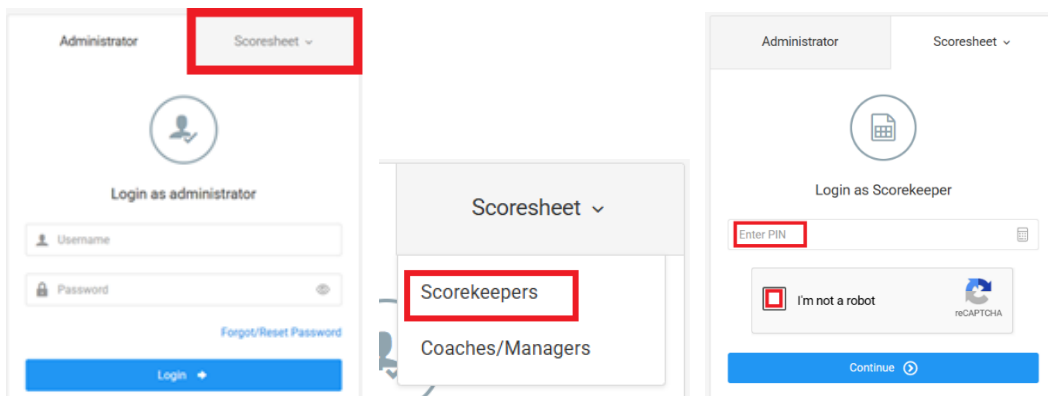 Administrator
Scoresheet
Login as administrator
Username
Password
Forgot/Reset Password
Login
Scoresheet
Scorekeepers
Coaches/Managers
Administrator
Scoresheet
Login as Scorekeeper
Enter PIN
I'm not a robot
reCAPTCHA
Continue